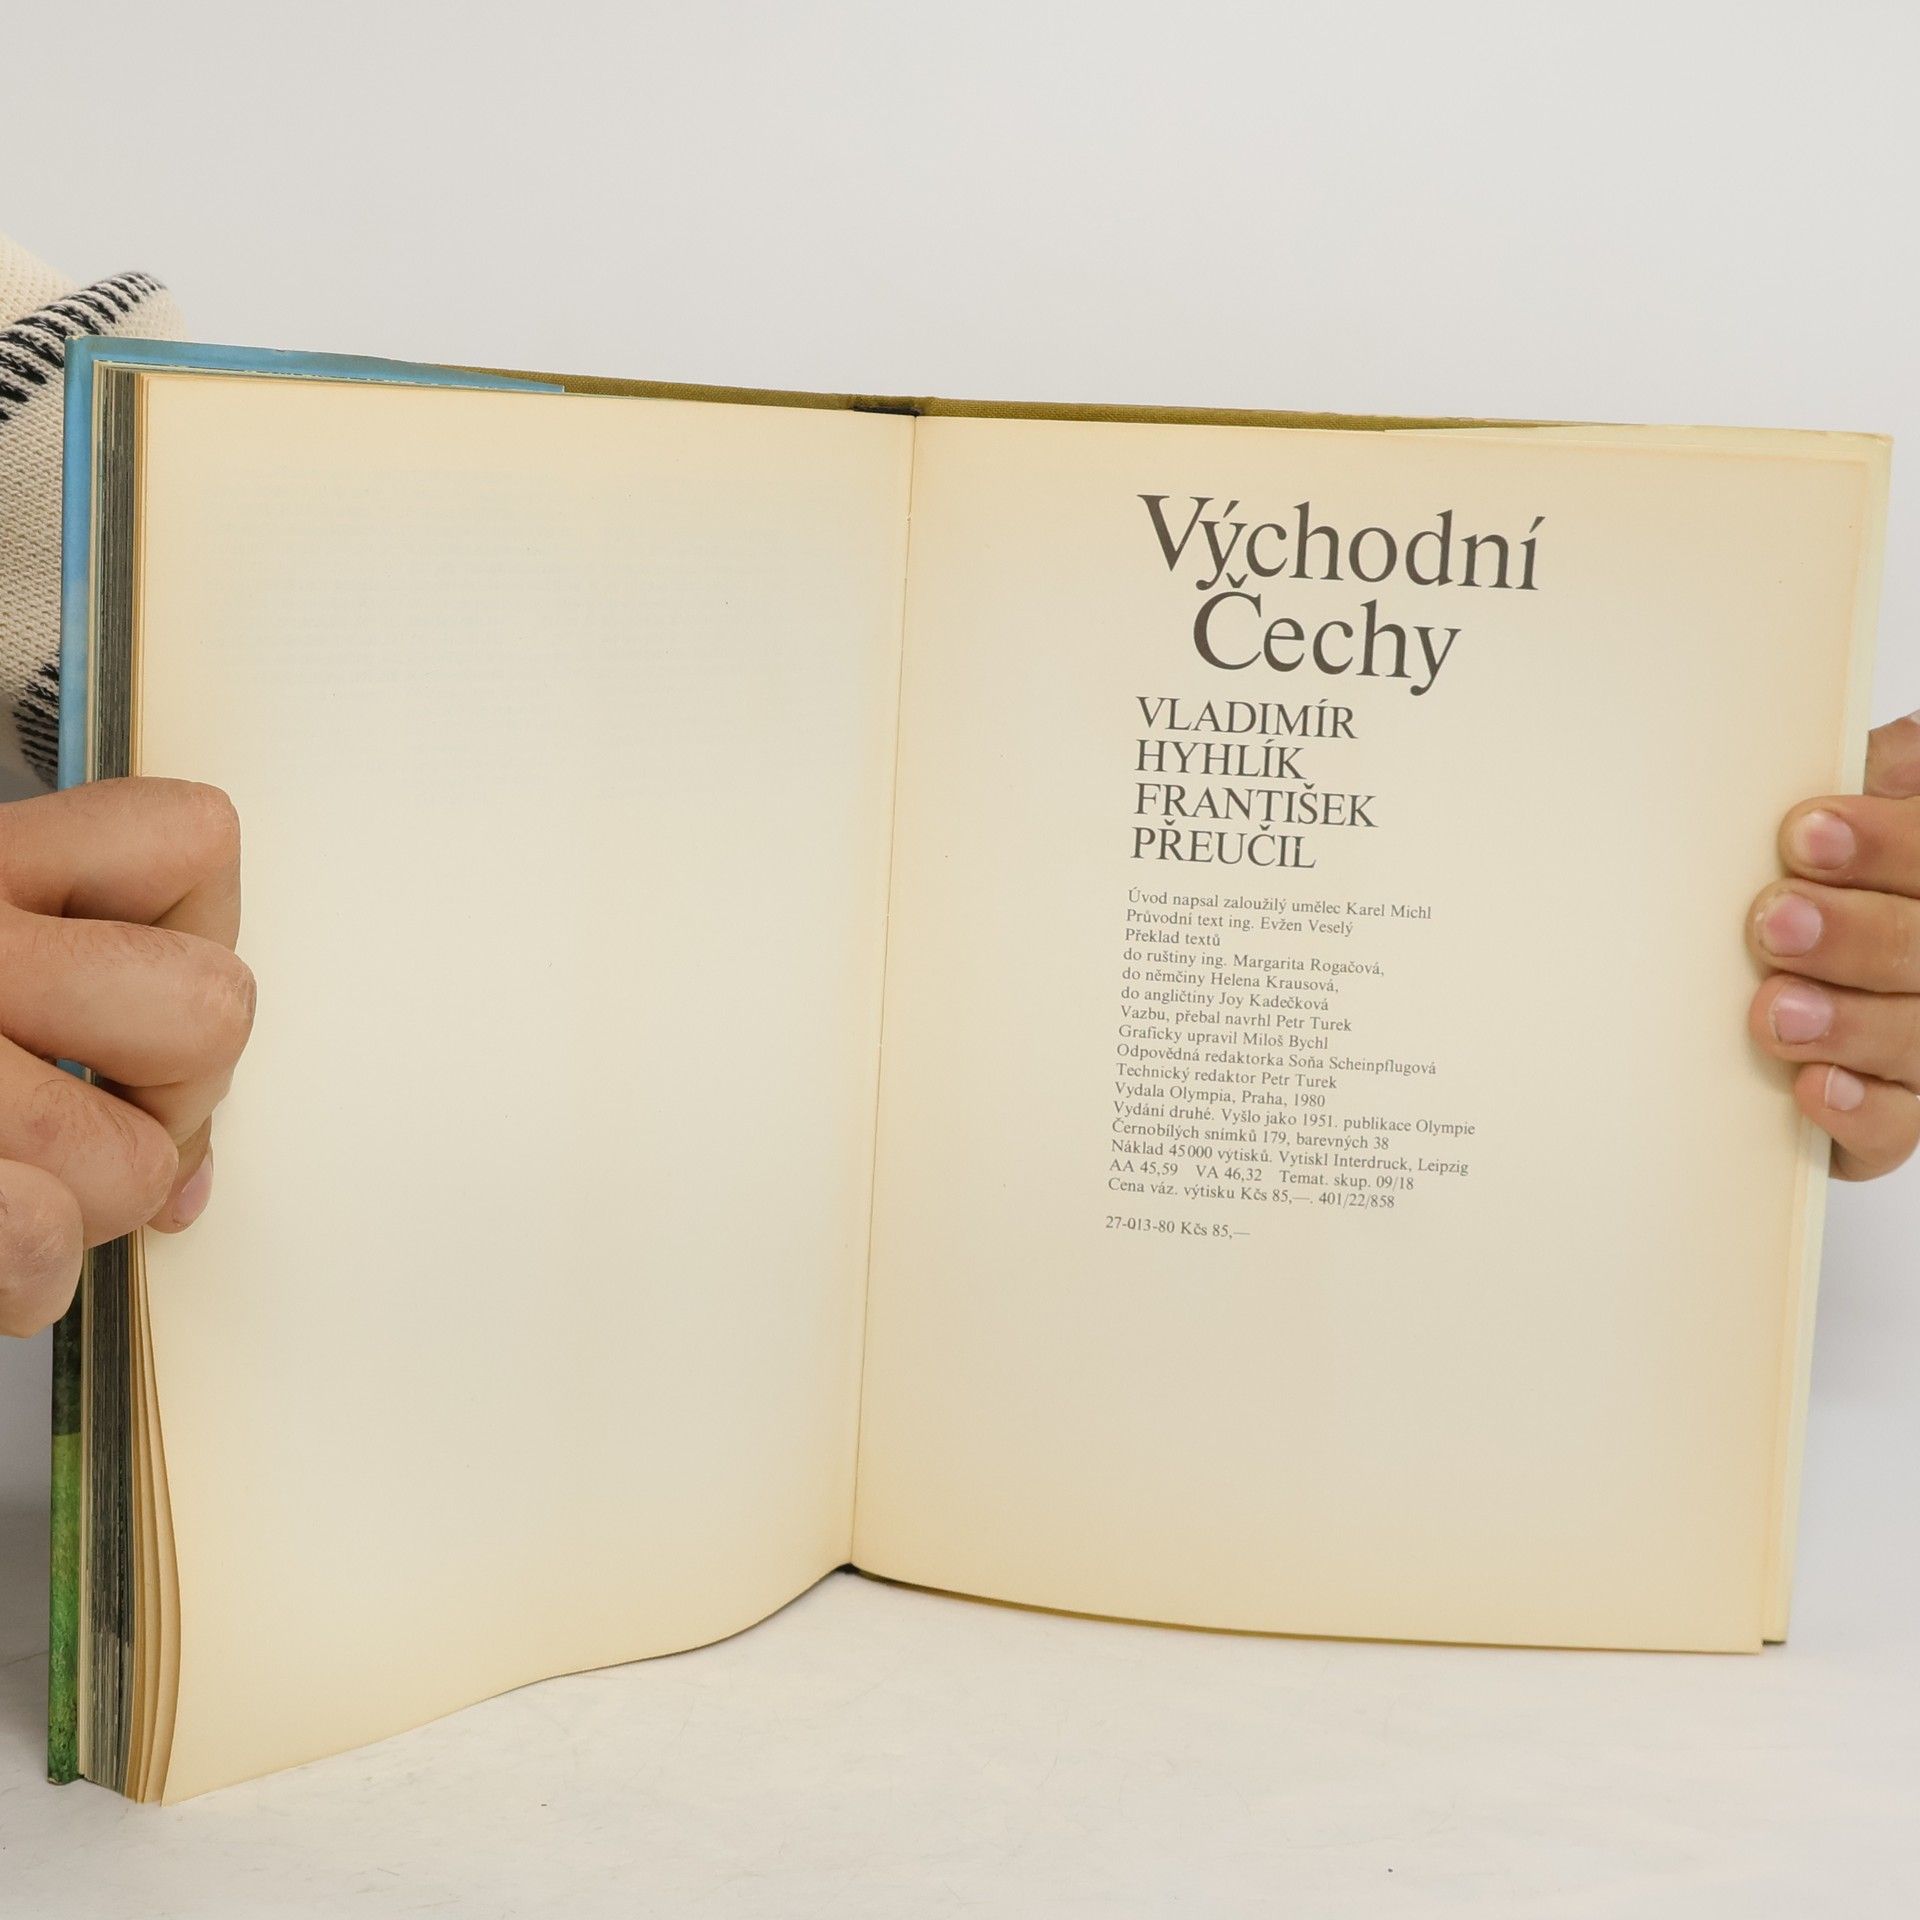 Východní
Čechy
VLADIMÍR
HYHLÍK
FRANTIŠEK
PŘEUČIL
Úvod napsal zaloužilý umělec Karel Michl
Průvodní text ing. Evžen Veselý
Překlad textů
do ruštiny ing. Margarita Rogačová,
do němčiny Helena Krausová,
do angličtiny Joy Kadečková
Vazbu, přebal navrhl Petr Turek
Graficky upravil Miloš Bychl
Odpovědná redaktorka Soňa Scheinpflugová
Technický redaktor Petr Turek
Vydala Olympia, Praha, 1980
Vydání druhé. Vyšlo jako 1951. publikace Olympie
Černobílých snímků 179, barevných 38
Náklad 45 000 výtisků. Vytiskl Interdruck, Leipzig
AA 45,59 VA 46,32 Temat. skup. 09/18
Cena váz. výtisku Kčs 85,—. 401/22/858
27-013-80 Kčs 85,—